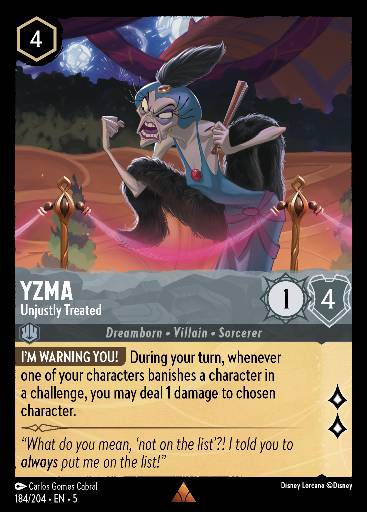 4
YZMA
Unjustly Treated
1
4
Dreamborn • Villain • Sorcerer
I'M WARNING YOU! During your turn, whenever
one of your characters banishes a character in
a challenge, you may deal 1 damage to chosen
character.
“What do you mean, ‘not on the list’?! I told you to
always put me on the list!”
Carlos Gomes Cabral
184/204 • EN • 5
Disney Lorcana ©Disney